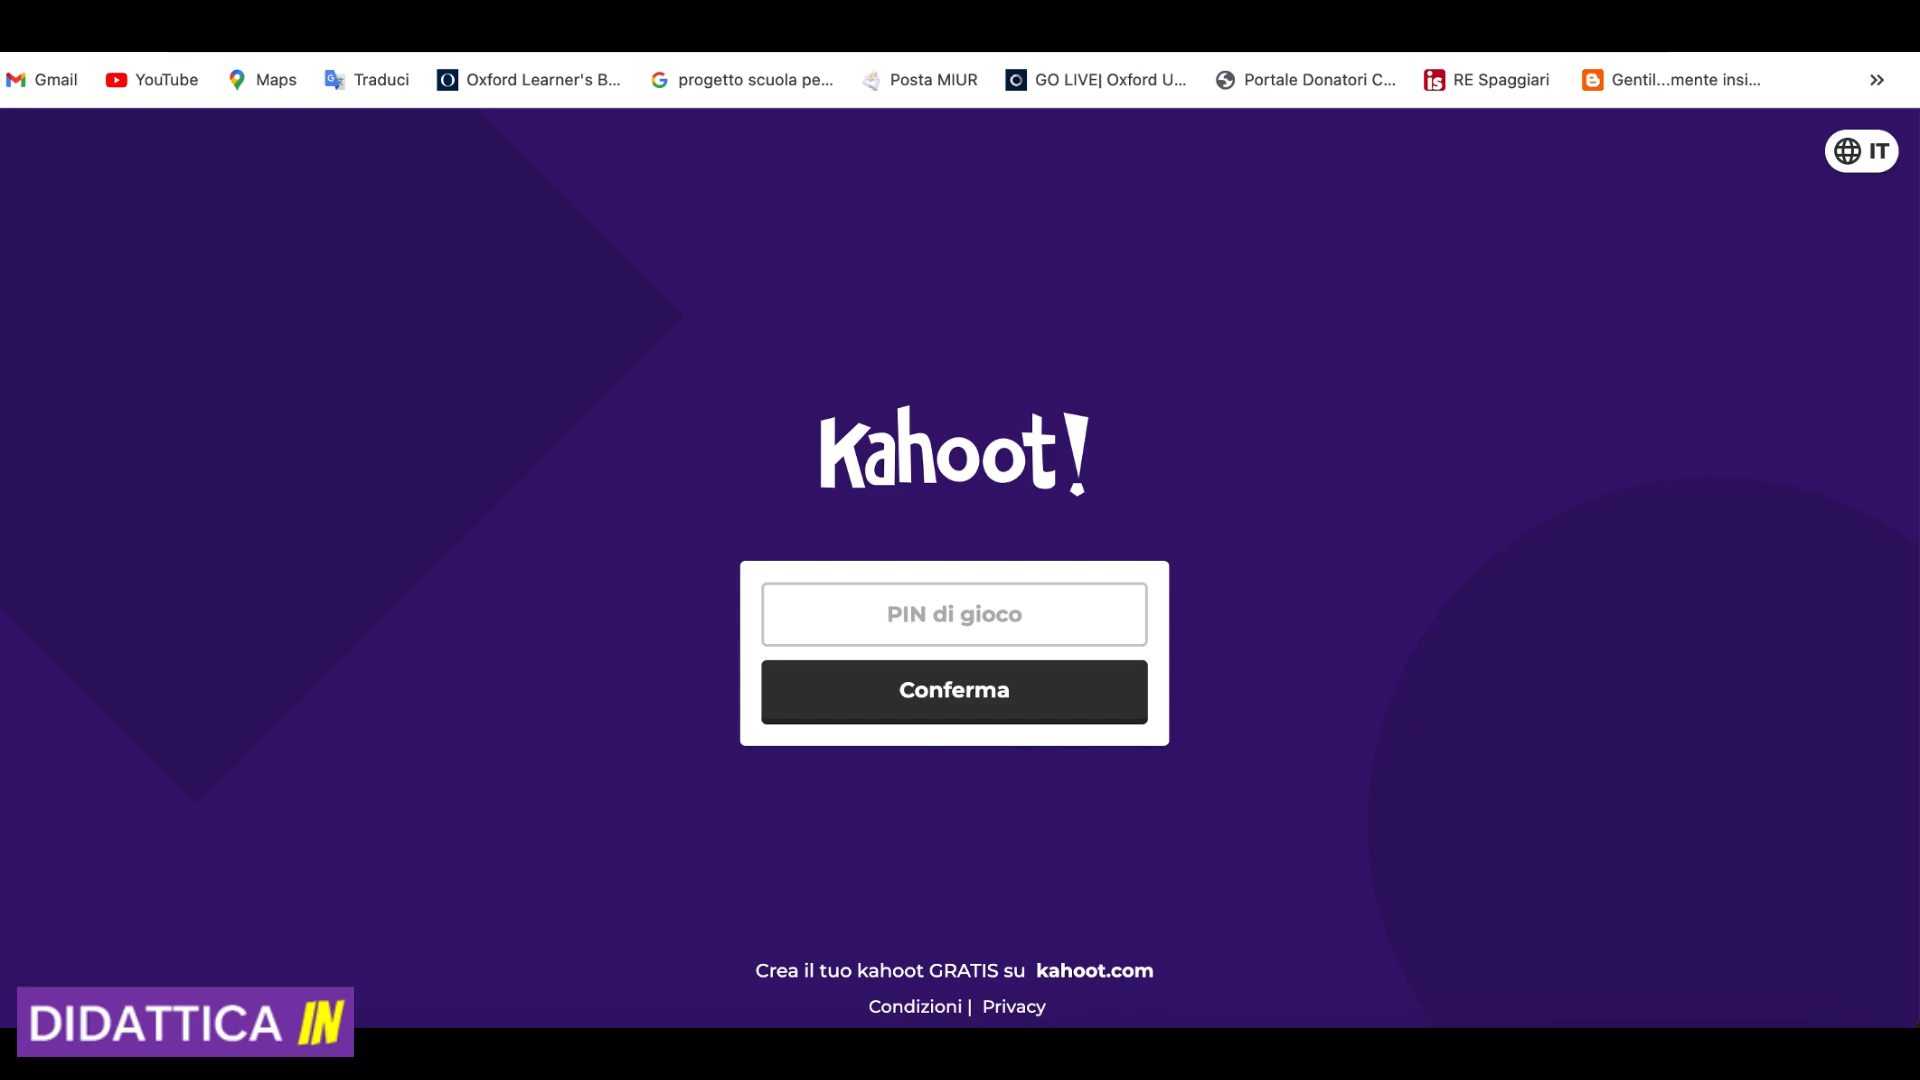 Gmail YouTube Maps Traduci Oxford Learner's B... progetto scuola pe... Posta MIUR GO LIVE| Oxford U... Portale Donatori C... RE Spaggiari Gentil...mente insi... »
IT
Kahoot!
PIN di gioco
Conferma
Crea il tuo kahoot GRATIS su kahoot.com
Condizioni | Privacy
DIDATTICA IN